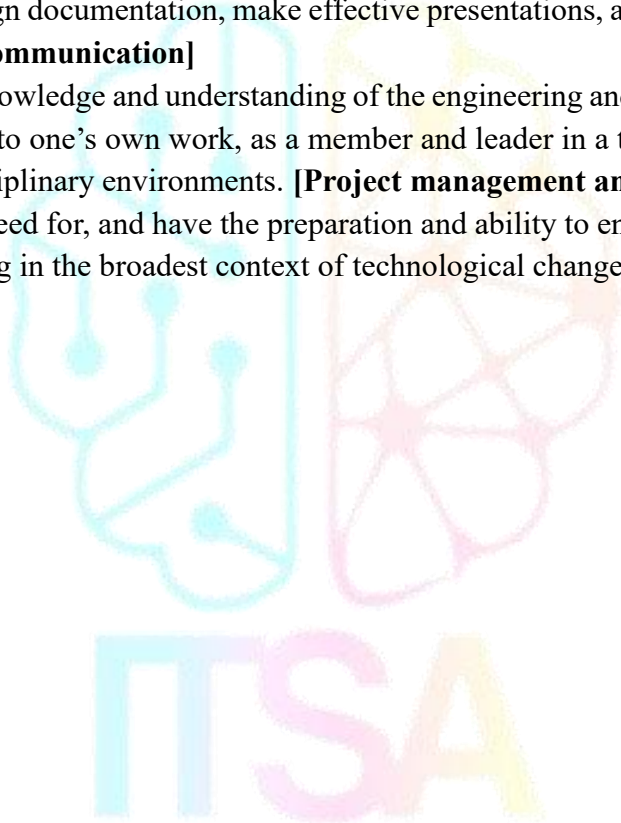 gn documentation, make effective presentations, a
ommunication]
owledge and understanding of the engineering an
to one’s own work, as a member and leader in a t
iplinary environments. [Project management an
eed for, and have the preparation and ability to en
g in the broadest context of technological change
ITSA